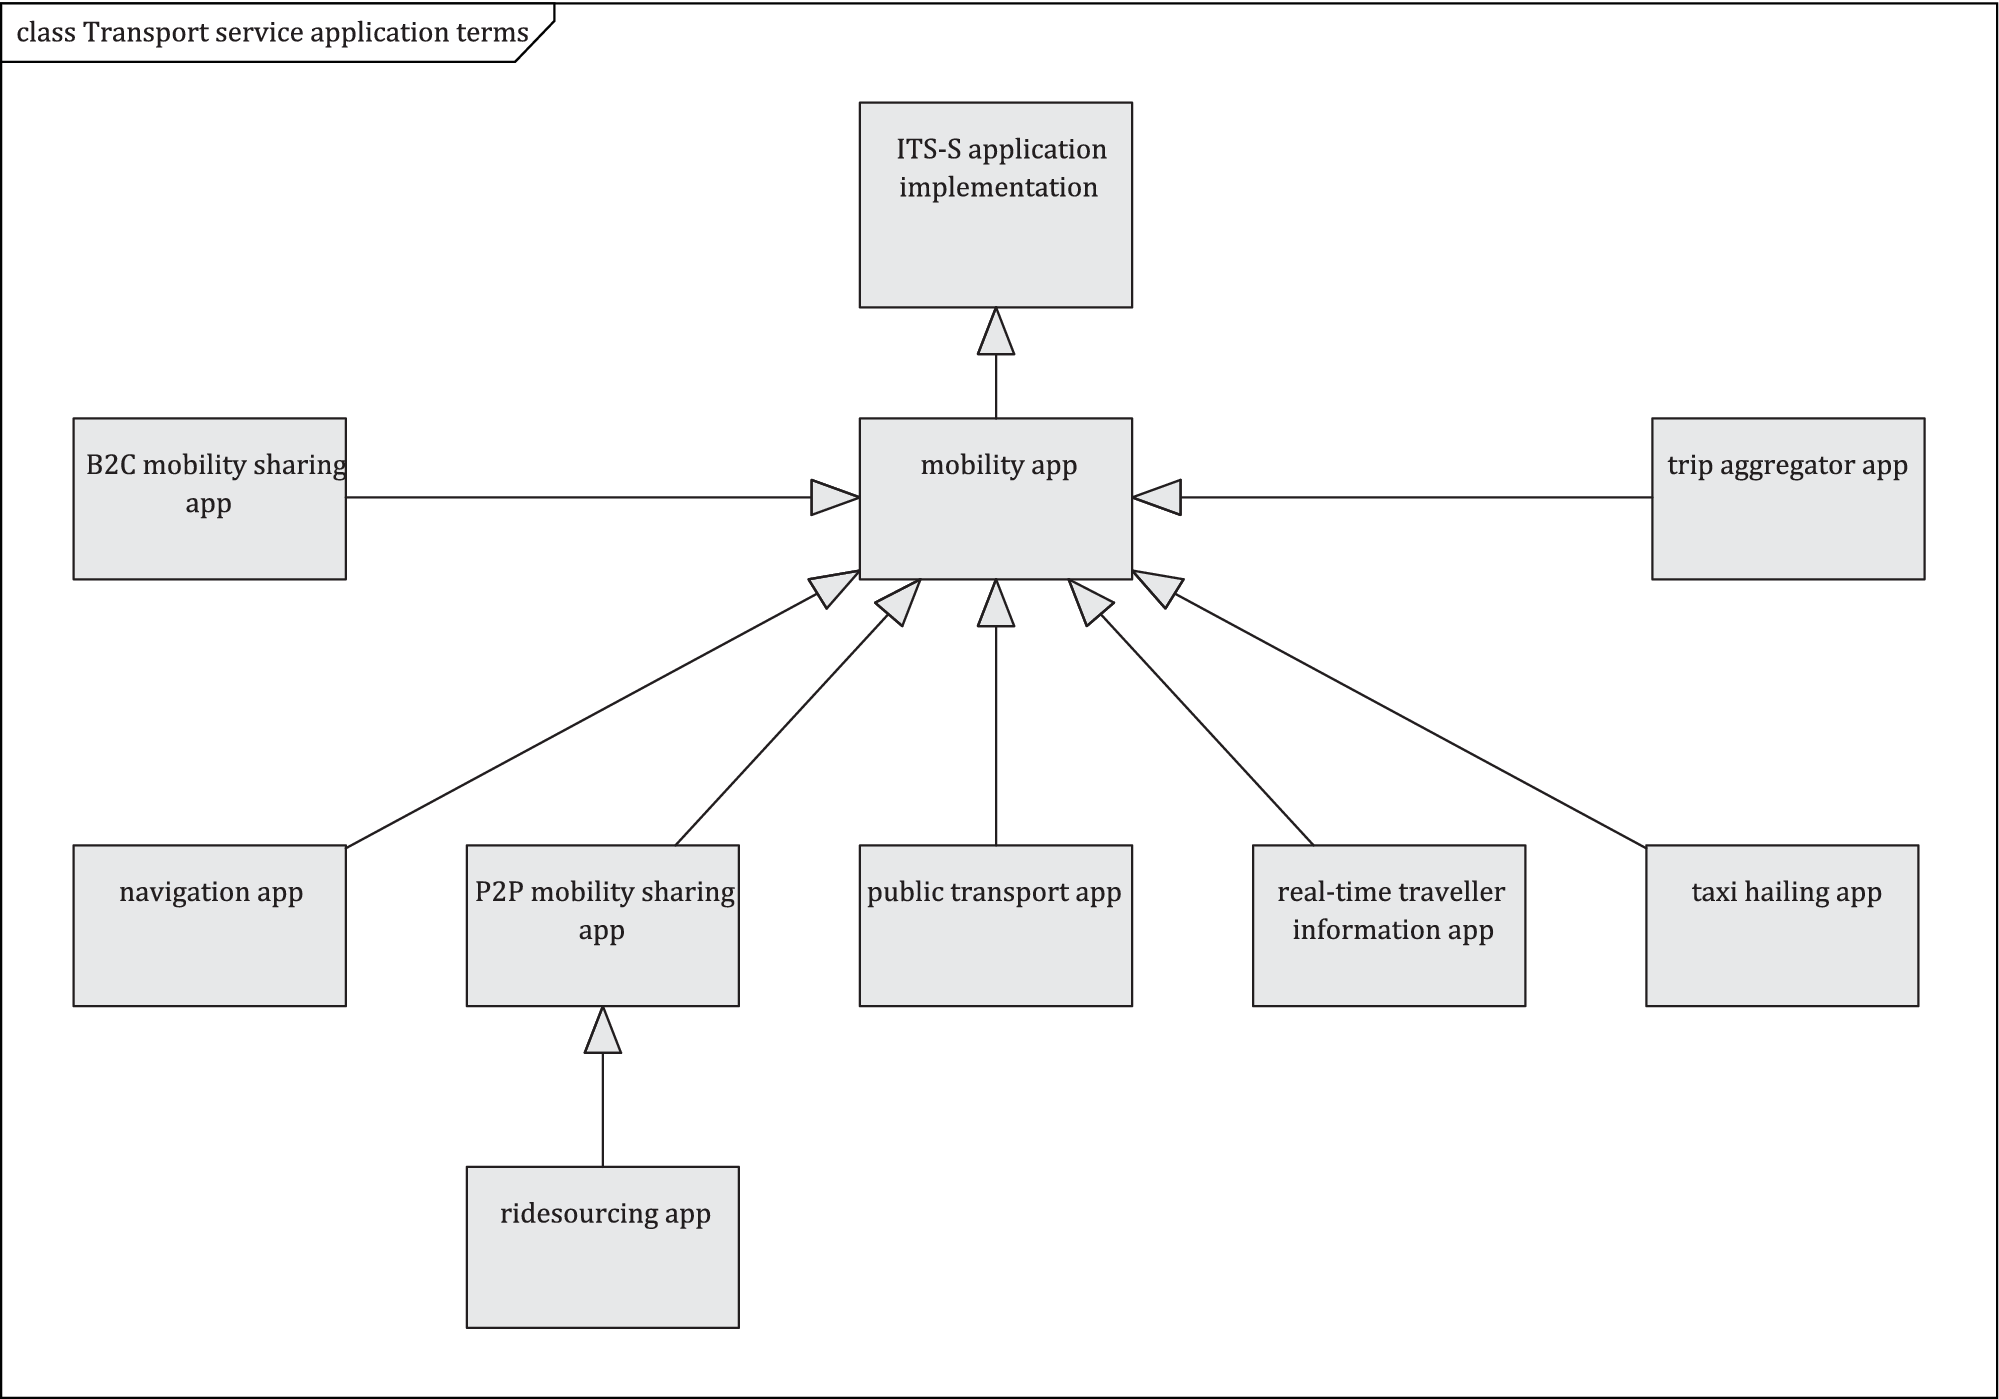 class Transport service application terms
ITS-S application
implementation
B2C mobility sharing
app
mobility app
trip aggregator app
navigation app
P2P mobility sharing
app
public transport app
real-time traveller
information app
taxi hailing app
ridesourcing app